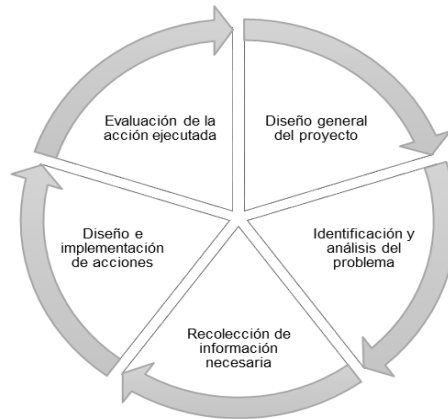 Evaluación de la
acción ejecutada
Diseño general
del proyecto
Identificación y
análisis del
problema
Recolección de
información
necesaria
Diseño e
implementación
de acciones